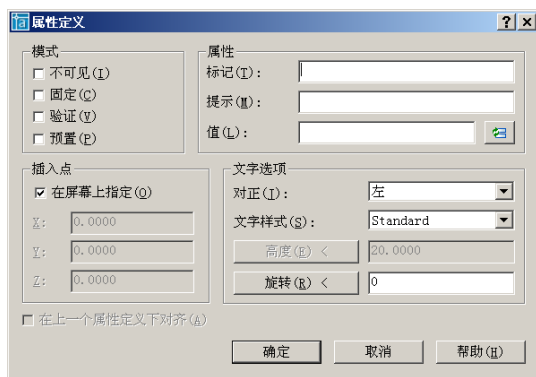 属性定义
模式
不可见(I)
固定(C)
验证(V)
预置(P)
属性
标记(T):
提示(M):
值(L):
插入点
在屏幕上指定(O)
X: 0.0000
Y: 0.0000
Z: 0.0000
文字选项
对正(J): 左
文字样式(S): Standard
高度(E) < 20.0000
旋转(R) < 0
在上一个属性定义下对齐(A)
确定 取消 帮助(H)